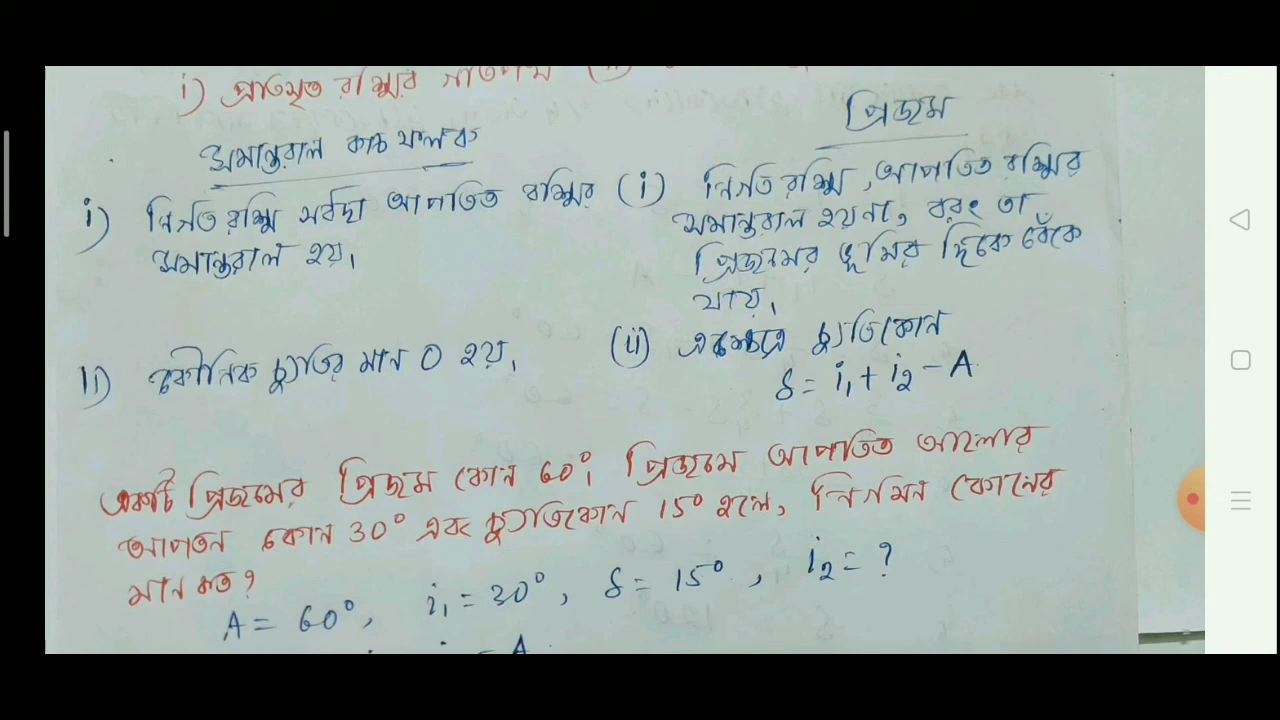 i) প্রতিসৃত রশ্মির
সমান্তরাল কাচ ফলক
প্রিজম
i) নির্গত রশ্মি সর্বদা আপতিত রশ্মির
সমান্তরাল হয়।
(i) নির্গত রশ্মি, আপতিত রশ্মির
সমান্তরাল হয়না, বরং তা
প্রিজমের ভূমির দিকে বেঁকে
যায়।
ii) কৌনিক চ্যুতির মান 0 হয়।
(ii) এক্ষেত্রে চ্যুতিকোন
δ = i₁ + i₂ - A
একটি প্রিজমের প্রিজম কোন 60°। প্রিজমে আপতিত আলোর
আপতন কোন 30° এবং চ্যুতিকোন 15° হলে, নির্গমন কোনের
মান কত?
A = 60°, i₁ = 30°, δ = 15°, i₂ = ?
- A